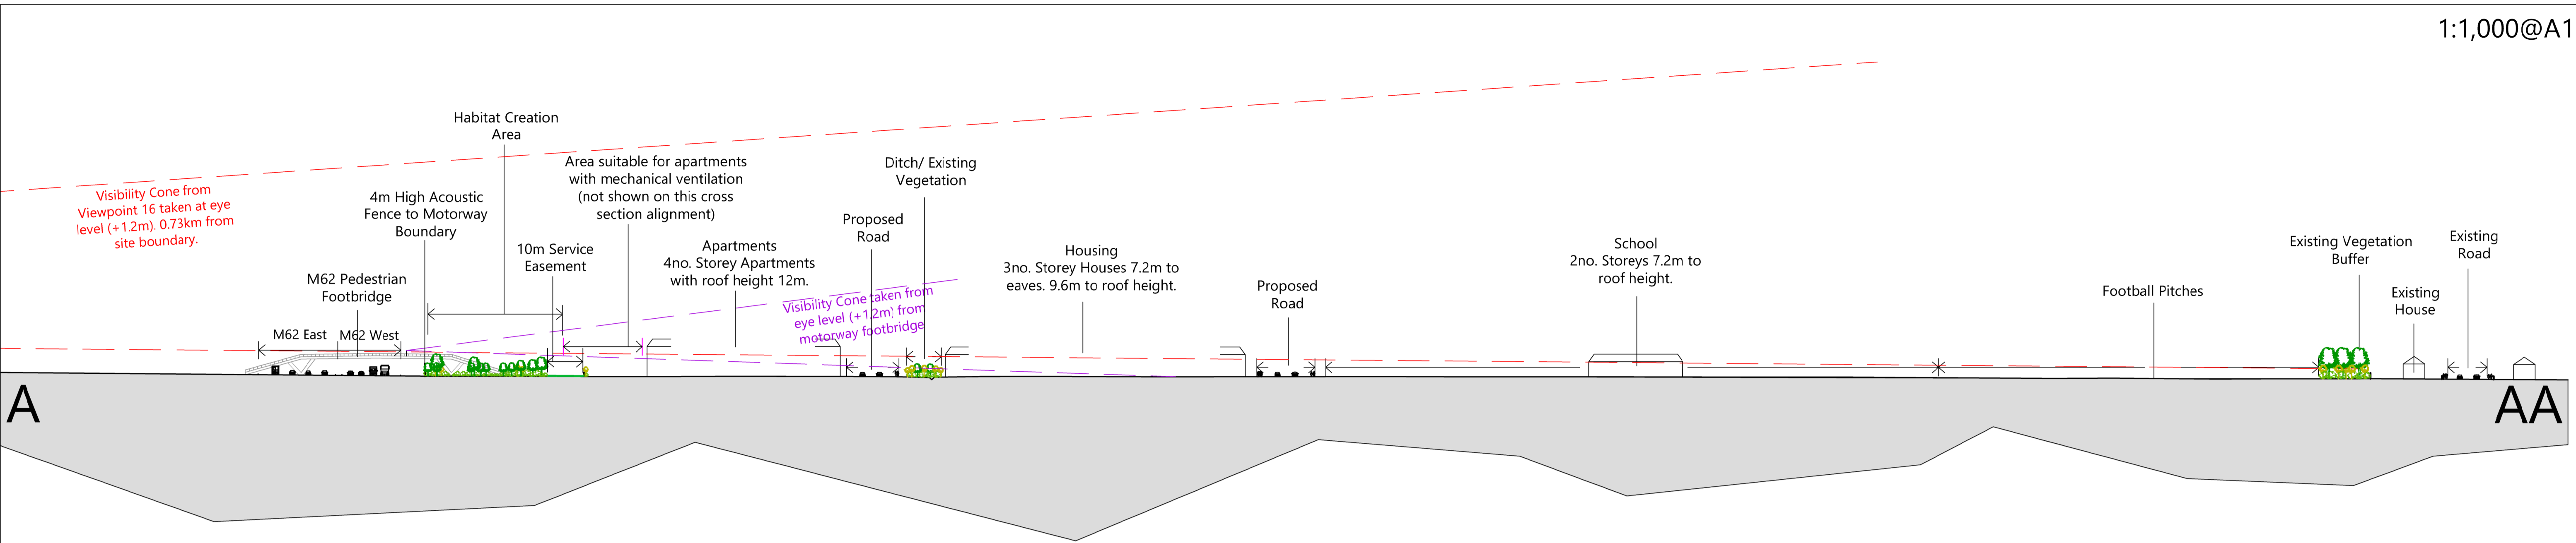 1:1,000@A1
Visibility Cone from
Viewpoint 16 taken at eye
level (+1.2m). 0.73km from
site boundary.
M62 Pedestrian
Footbridge
M62 East
M62 West
4m High Acoustic
Fence to Motorway
Boundary
Habitat Creation
Area
10m Service
Easement
Area suitable for apartments
with mechanical ventilation
(not shown on this cross
section alignment)
Apartments
4no. Storey Apartments
with roof height 12m.
Visibility Cone taken from
eye level (+1.2m) from
motorway footbridge
Proposed
Road
Ditch/ Existing
Vegetation
Housing
3no. Storey Houses 7.2m to
eaves. 9.6m to roof height.
Proposed
Road
School
2no. Storeys 7.2m to
roof height.
Football Pitches
Existing Vegetation
Buffer
Existing
House
Existing
Road
A
AA